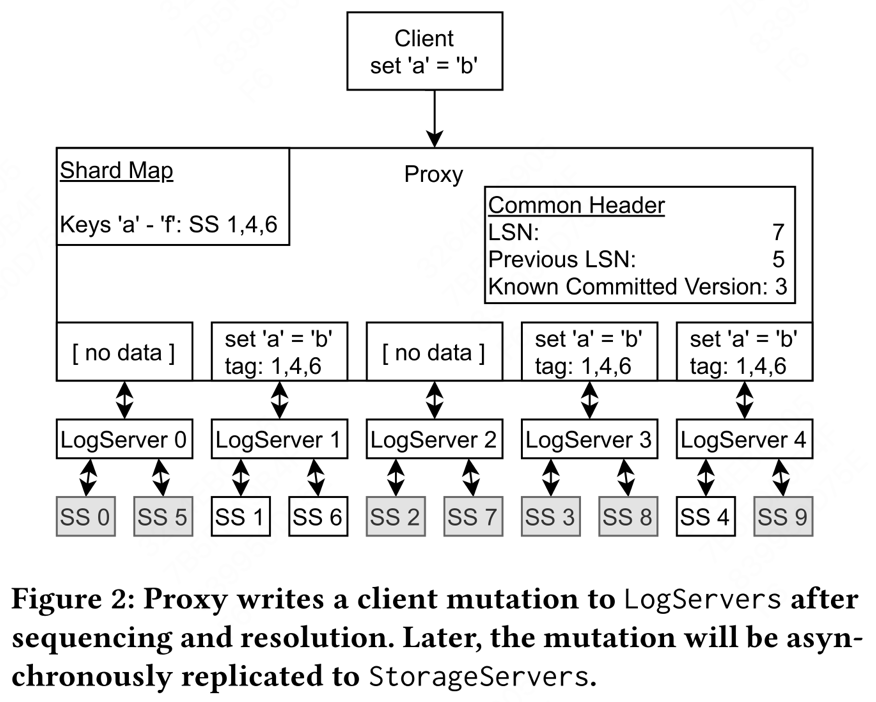 Client
set 'a' = 'b'
Shard Map
Keys 'a' - 'f': SS 1,4,6
Proxy
Common Header
LSN: 7
Previous LSN: 5
Known Committed Version: 3
[ no data ]
set 'a' = 'b'
tag: 1,4,6
[ no data ]
set 'a' = 'b'
tag: 1,4,6
set 'a' = 'b'
tag: 1,4,6
LogServer 0
LogServer 1
LogServer 2
LogServer 3
LogServer 4
SS 0
SS 5
SS 1
SS 6
SS 2
SS 7
SS 3
SS 8
SS 4
SS 9
Figure 2: Proxy writes a client mutation to LogServers after
sequencing and resolution. Later, the mutation will be asyn-
chronously replicated to StorageServers.